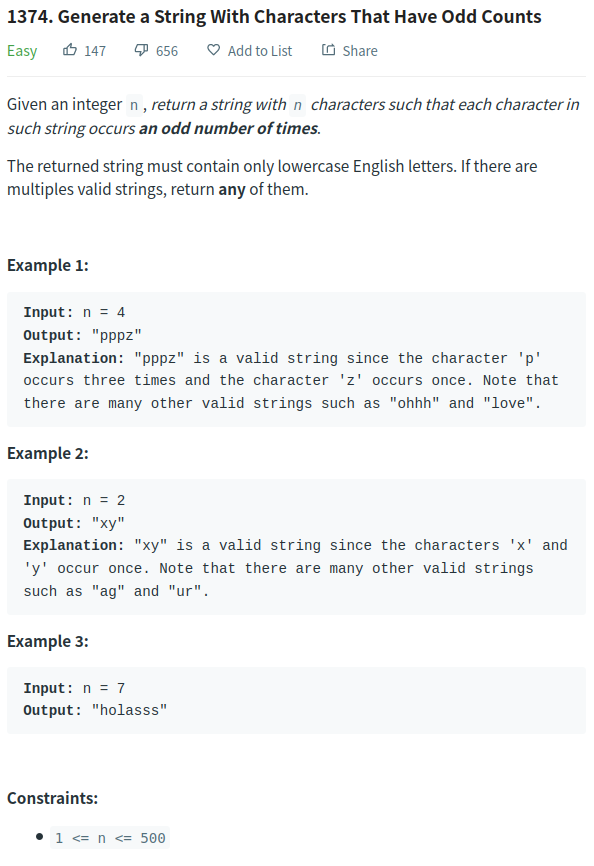 1374. Generate a String With Characters That Have Odd Counts
Easy 147 656 Add to List Share
Given an integer n , return a string with n characters such that each character in
such string occurs an odd number of times.
The returned string must contain only lowercase English letters. If there are
multiples valid strings, return any of them.
Example 1:
Input: n = 4
Output: "pppz"
Explanation: "pppz" is a valid string since the character 'p'
occurs three times and the character 'z' occurs once. Note that
there are many other valid strings such as "ohhh" and "love".
Example 2:
Input: n = 2
Output: "xy"
Explanation: "xy" is a valid string since the characters 'x' and
'y' occur once. Note that there are many other valid strings
such as "ag" and "ur".
Example 3:
Input: n = 7
Output: "holasss"
Constraints:
1 <= n <= 500